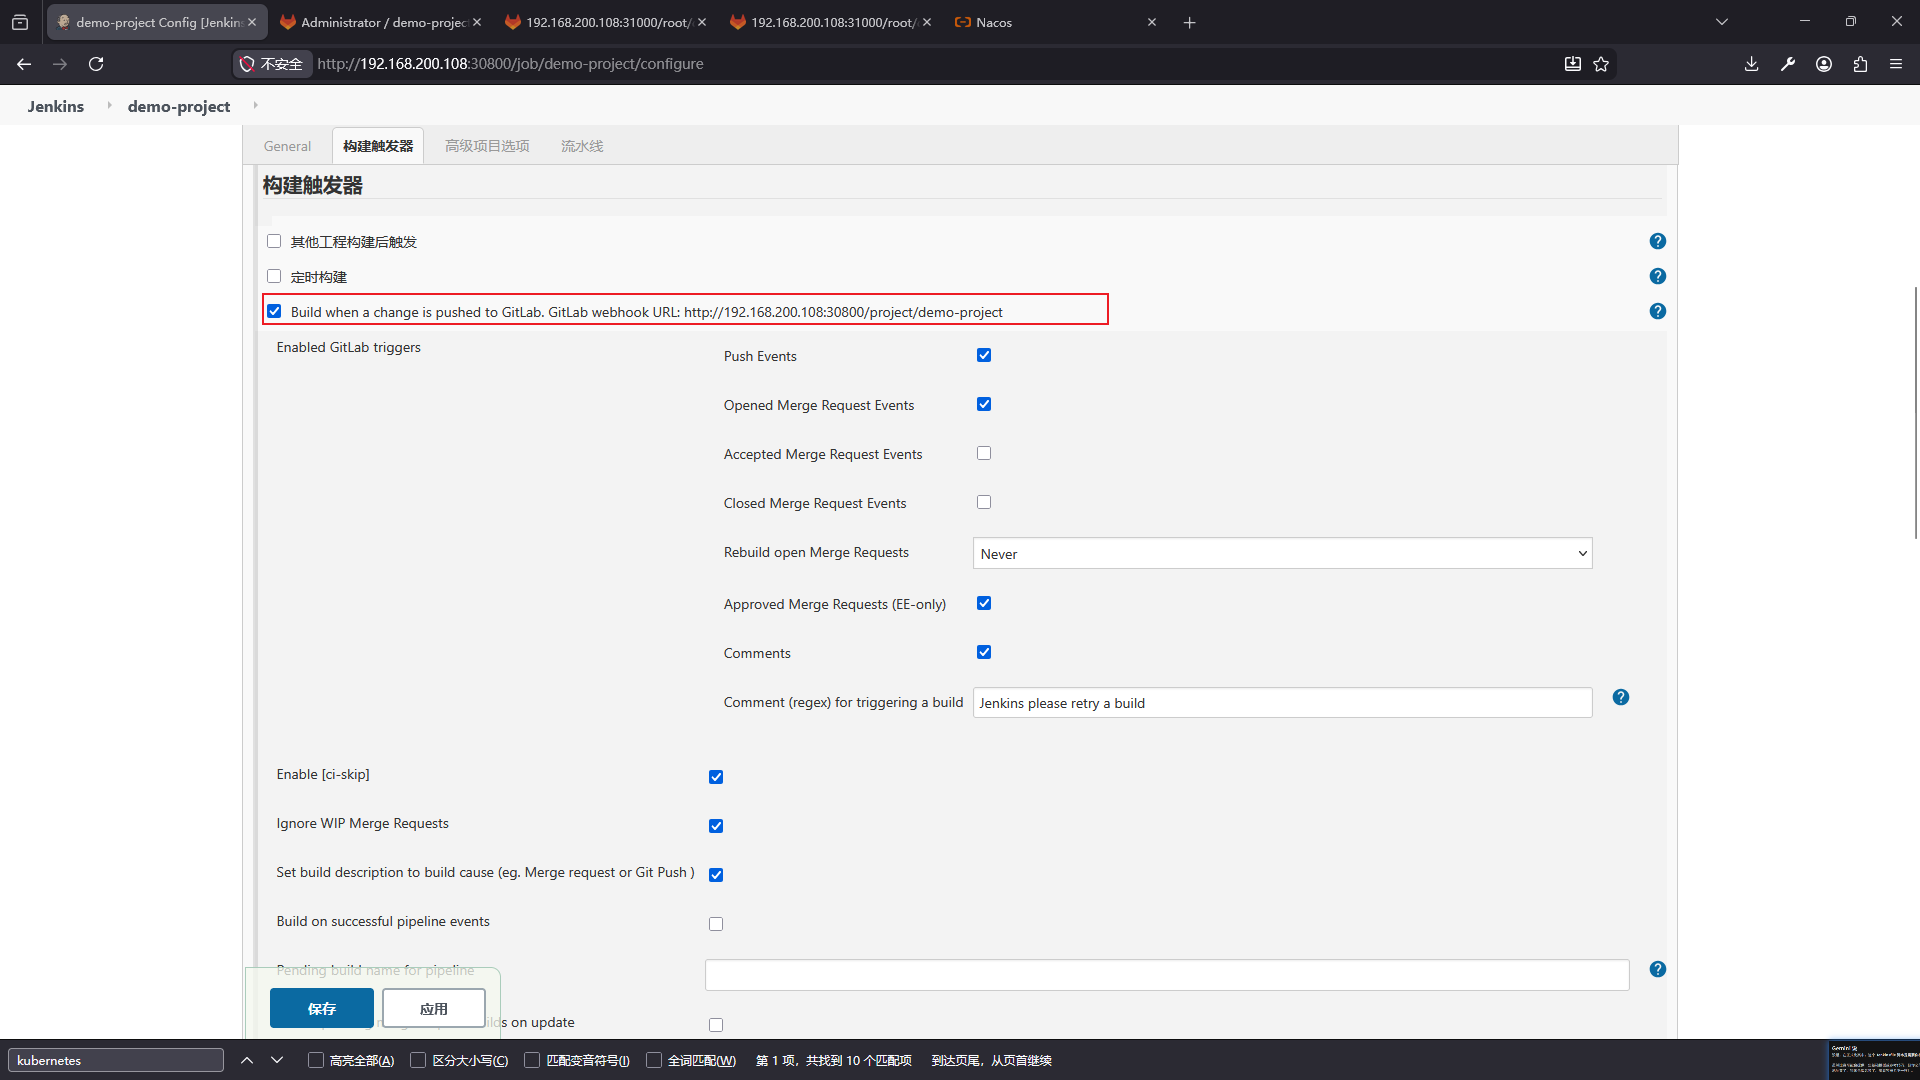 demo-project Config [Jenkin
Administrator / demo-projec
192.168.200.108:31000/root/
192.168.200.108:31000/root/
Nacos
不安全
http://192.168.200.108:30800/job/demo-project/configure
Jenkins
demo-project
General
构建触发器
高级项目选项
流水线
构建触发器
其他工程构建后触发
定时构建
Build when a change is pushed to GitLab. GitLab webhook URL: http://192.168.200.108:30800/project/demo-project
Enabled GitLab triggers
Push Events
Opened Merge Request Events
Accepted Merge Request Events
Closed Merge Request Events
Rebuild open Merge Requests
Never
Approved Merge Requests (EE-only)
Comments
Comment (regex) for triggering a build
Jenkins please retry a build
Enable [ci-skip]
Ignore WIP Merge Requests
Set build description to build cause (eg. Merge request or Git Push )
Build on successful pipeline events
Pending build name for pipeline
保存
应用
on update
kubernetes
高亮全部(A)
区分大小写(C)
匹配变音符号(I)
全词匹配(W)
第 1 项，共找到 10 个匹配项
到达页尾，从页首继续